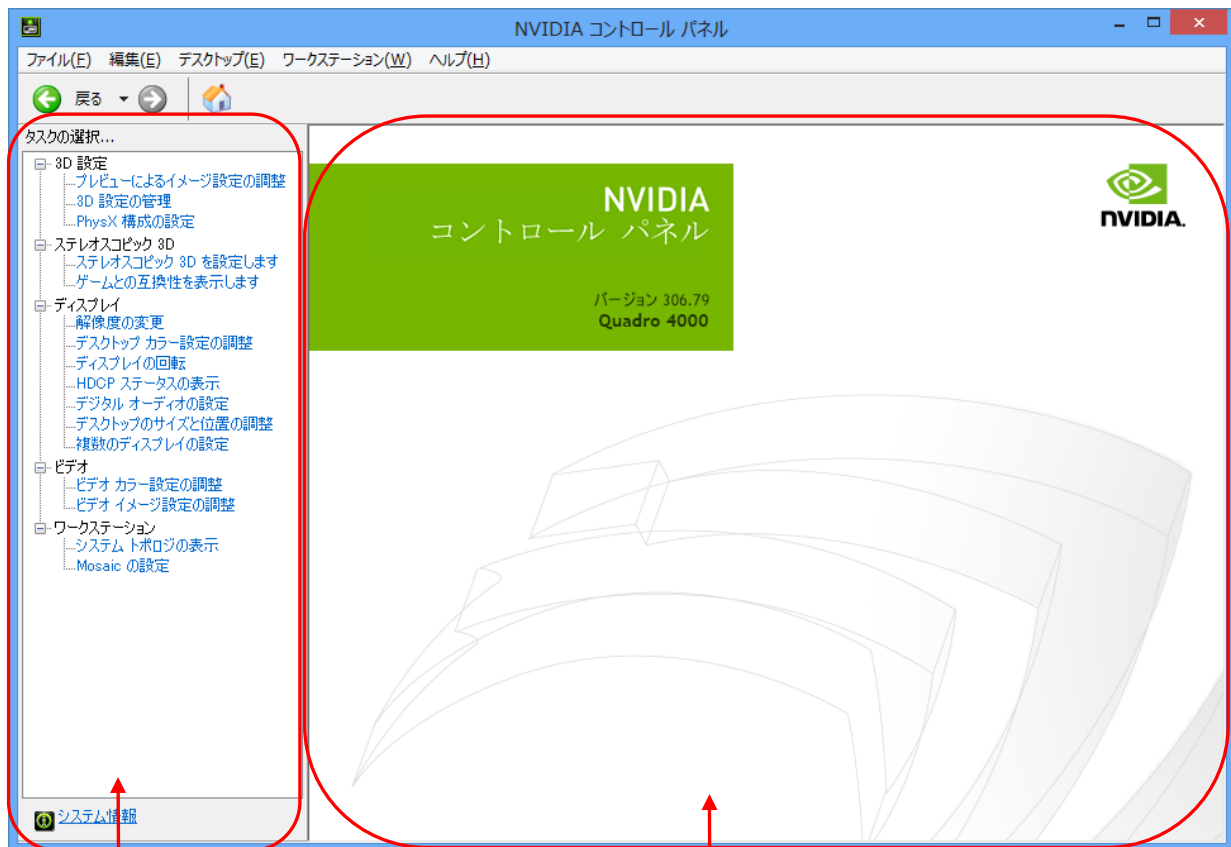 NVIDIA コントロール パネル
ファイル(F) 編集(E) デスクトップ(E) ワークステーション(W) ヘルプ(H)
戻る
タスクの選択...
3D 設定
プレビューによるイメージ設定の調整
3D 設定の管理
PhysX 構成の設定
ステレオスコピック 3D
ステレオスコピック 3D を設定します
ゲームとの互換性を表示します
ディスプレイ
解像度の変更
デスクトップ カラー設定の調整
ディスプレイの回転
HDCP ステータスの表示
デジタル オーディオの設定
デスクトップのサイズと位置の調整
複数のディスプレイの設定
ビデオ
ビデオ カラー設定の調整
ビデオ イメージ設定の調整
ワークステーション
システム トポロジの表示
Mosaic の設定
システム情報
NVIDIA
コントロール パネル
バージョン 306.79
Quadro 4000
NVIDIA.